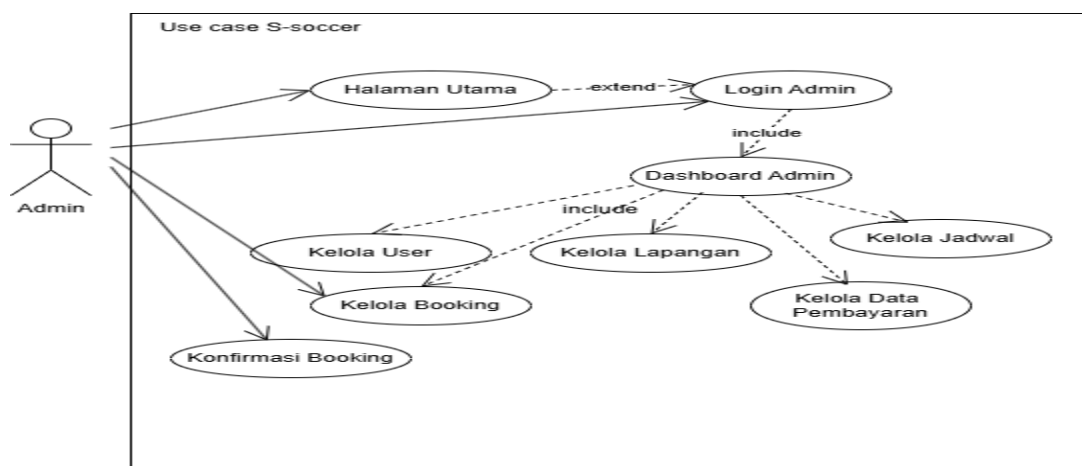 Use case S-soccer
Halaman Utama
extend
Login Admin
include
Admin
Dashboard Admin
include
Kelola User
Kelola Lapangan
Kelola Jadwal
Kelola Booking
Kelola Data
Pembayaran
Konfirmasi Booking